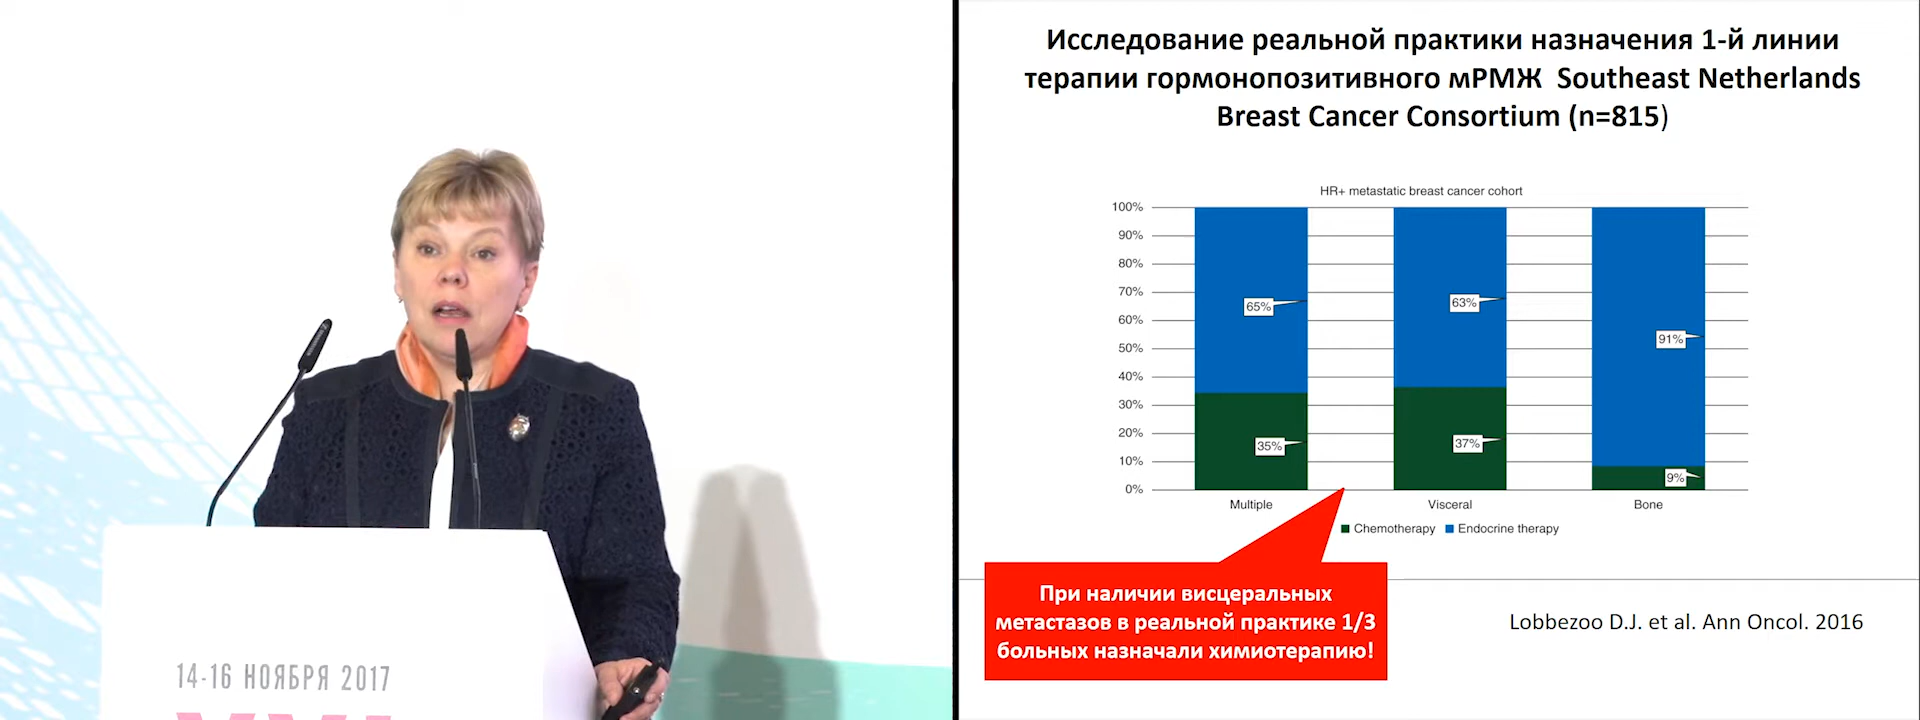 14-16 НОЯБРЯ 2017
Исследование реальной практики назначения 1-й линии
терапии гормонопозитивного мРМЖ Southeast Netherlands
Breast Cancer Consortium (n=815)
HR+ metastatic breast cancer cohort
100%
90%
80%
70%
60%
50%
40%
30%
20%
10%
0%
65%
63%
91%
35%
37%
9%
Multiple
Visceral
Bone
Chemotherapy
Endocrine therapy
При наличии висцеральных
метастазов в реальной практике 1/3
больных назначали химиотерапию!
Lobbezoo D.J. et al. Ann Oncol. 2016